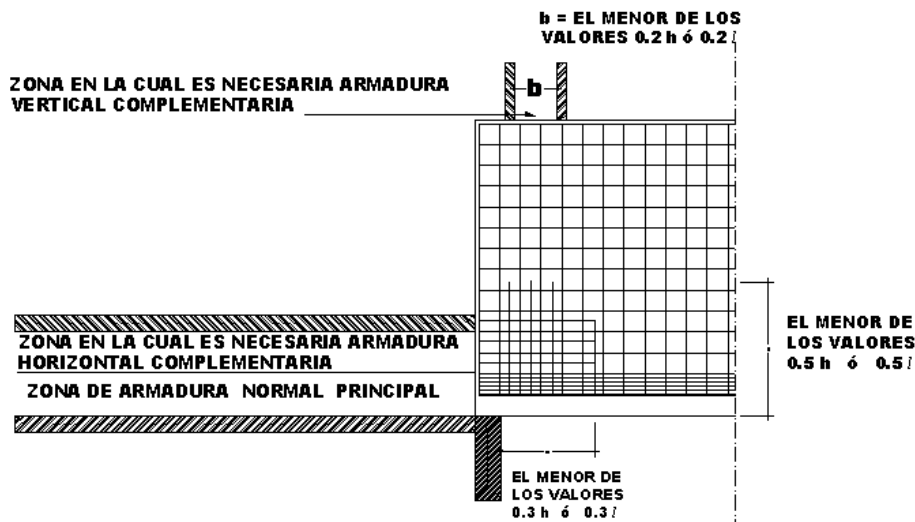 b = EL MENOR DE LOS
VALORES 0.2 h ó 0.2 l
ZONA EN LA CUAL ES NECESARIA ARMADURA
VERTICAL COMPLEMENTARIA
b
ZONA EN LA CUAL ES NECESARIA ARMADURA
HORIZONTAL COMPLEMENTARIA
ZONA DE ARMADURA NORMAL PRINCIPAL
EL MENOR DE
LOS VALORES
0.5 h ó 0.5 l
EL MENOR DE
LOS VALORES
0.3 h ó 0.3 l